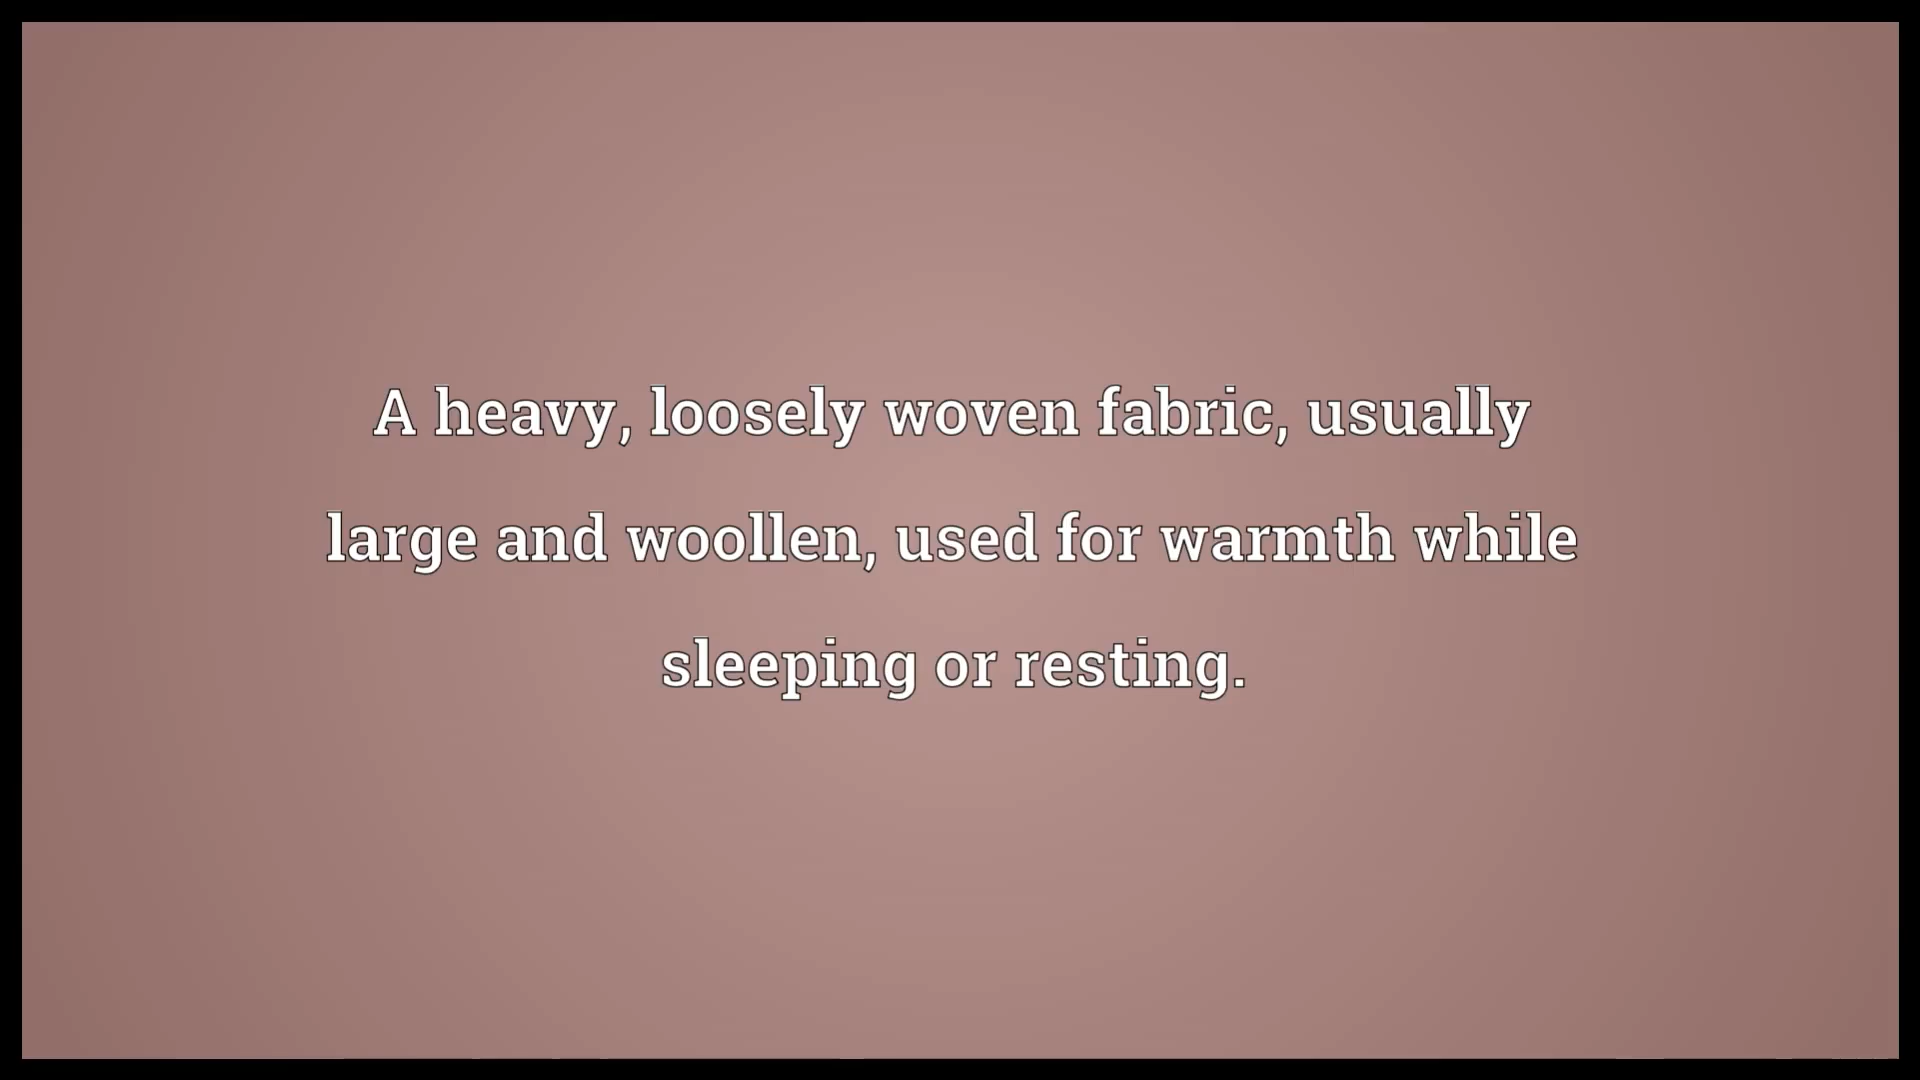 A heavy, loosely woven fabric, usually
large and woollen, used for warmth while
sleeping or resting.